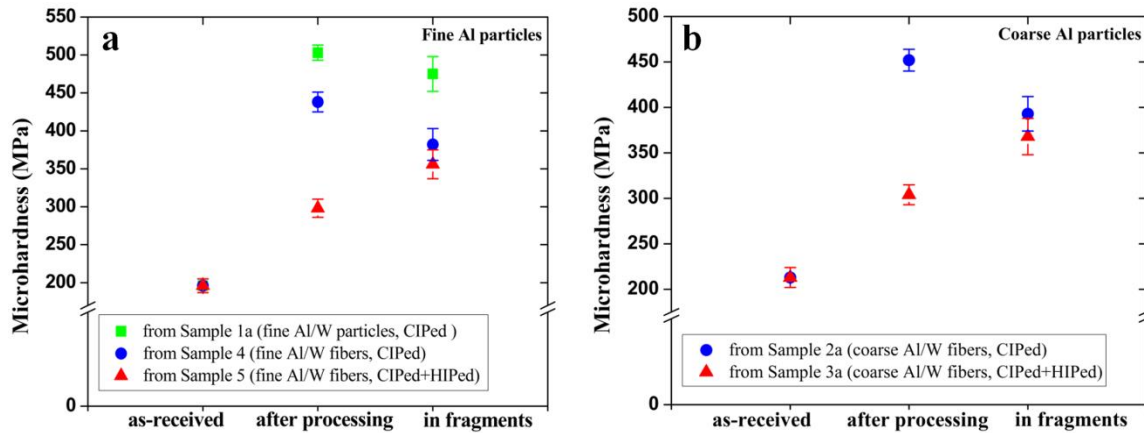 a
Fine Al particles
Microhardness (MPa)
550
500
450
400
350
300
250
200
0
from Sample 1a (fine Al/W particles, CIPed )
from Sample 4 (fine Al/W fibers, CIPed)
from Sample 5 (fine Al/W fibers, CIPed+HIPed)
as-received after processing in fragments
b
Coarse Al particles
Microhardness (MPa)
500
450
400
350
300
250
200
0
from Sample 2a (coarse Al/W fibers, CIPed)
from Sample 3a (coarse Al/W fibers, CIPed+HIPed)
as-received after processing in fragments